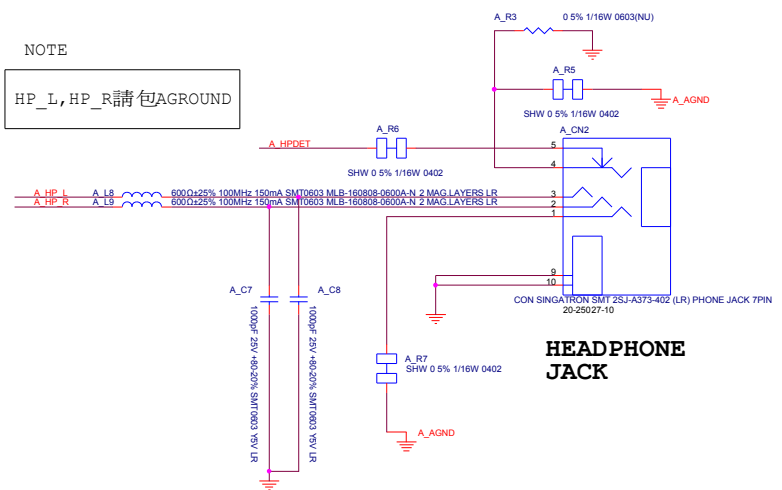 A_R3
0 5% 1/16W 0603(NU)
NOTE
HP_L,HP_R請包AGROUND
A_R5
A_AGND
SHW 0 5% 1/16W 0402
A_R6
A_CN2
A_HPDET
5
SHW 0 5% 1/16W 0402
4
A_HP_L
A_L8
600Ω±25% 100MHz 150mA SMT0603 MLB-160808-0600A-N 2 MAG.LAYERS LR
3
A_HP_R
A_L9
600Ω±25% 100MHz 150mA SMT0603 MLB-160808-0600A-N 2 MAG.LAYERS LR
2
1
9
10
A_C7
A_C8
1000pF 25V +80-20% SMT0603 Y5V LR
1000pF 25V +80-20% SMT0603 Y5V LR
CON SINGATRON SMT 2SJ-A373-402 (LR) PHONE JACK 7PIN
20-25027-10
HEADPHONE
JACK
A_R7
SHW 0 5% 1/16W 0402
A_AGND